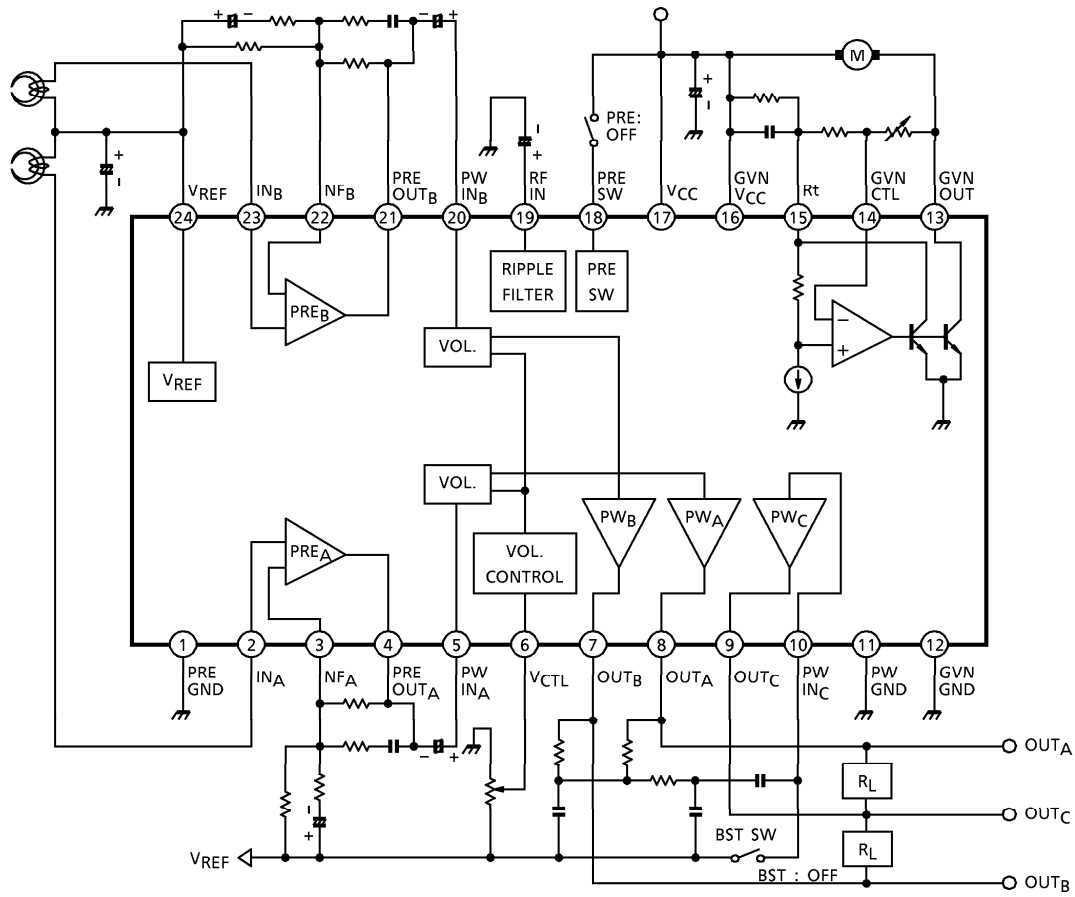 + − − +
M
PRE:
OFF
+
−
−
+
+
−
VREF INB NFB PRE
OUTB PW
INB RF
IN PRE
SW VCC GVN
VCC Rt GVN
CTL GVN
OUT
24 23 22 21 20 19 18 17 16 15 14 13
RIPPLE
FILTER
PRE
SW
PREB
VOL.
−
+
VREF
VOL.
PWB PWA PWC
PREA
VOL.
CONTROL
1 2 3 4 5 6 7 8 9 10 11 12
PRE
GND INA NFA PRE
OUTA PW
INA VCTL OUTB OUTA OUTC PW
INC PW
GND GVN
GND
− +
OUTA
RL
−
+
OUTC
BST SW
RL
VREF
BST : OFF
OUTB